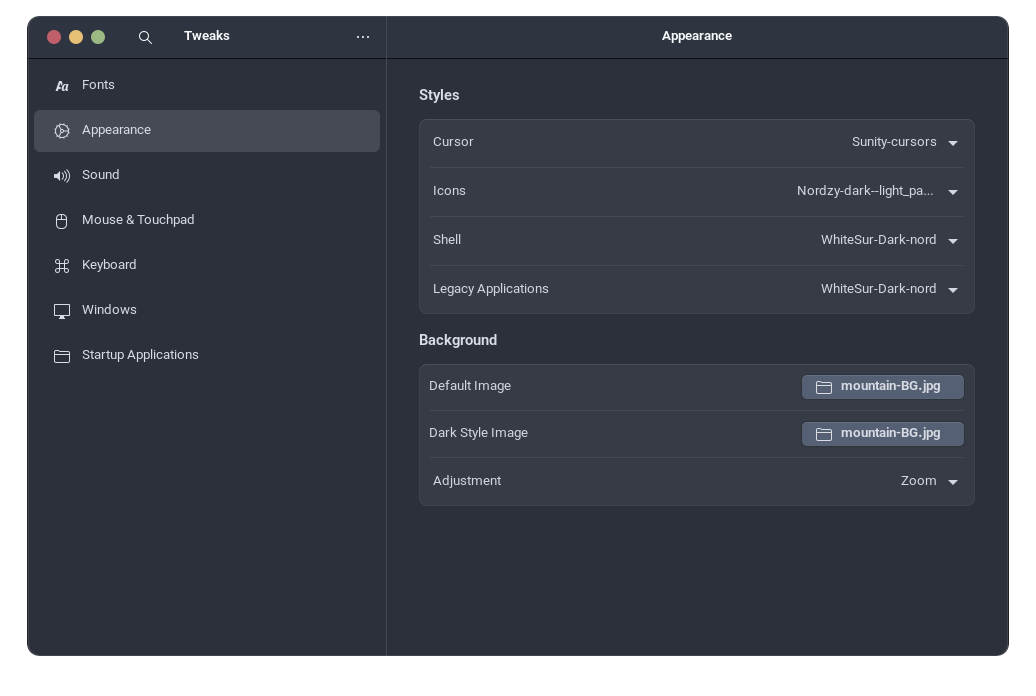 Tweaks
Appearance
Fonts
Appearance
Sound
Mouse & Touchpad
Keyboard
Windows
Startup Applications
Styles
Cursor Sunity-cursors
Icons Nordzy-dark--light_pa...
Shell WhiteSur-Dark-nord
Legacy Applications WhiteSur-Dark-nord
Background
Default Image mountain-BG.jpg
Dark Style Image mountain-BG.jpg
Adjustment Zoom